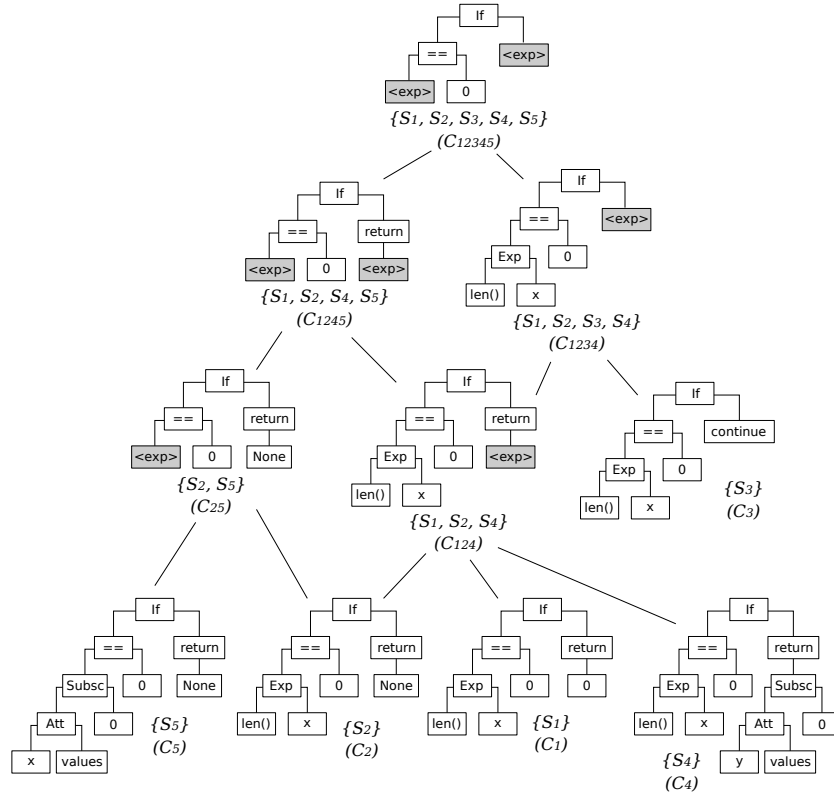 If
== <exp>
<exp> 0
{S1, S2, S3, S4, S5}
(C12345)
If
== return
<exp> 0 <exp>
{S1, S2, S4, S5}
(C1245)
If
== <exp>
Exp 0
len() x
{S1, S2, S3, S4}
(C1234)
If
== return
<exp> 0 None
{S2, S5}
(C25)
If
== return
Exp 0 <exp>
len() x
{S1, S2, S4}
(C124)
If
== continue
Exp 0
len() x
{S3}
(C3)
If
== return
Subsc 0 None
Att 0
x values
{S5}
(C5)
If
== return
Exp 0 None
len() x
{S2}
(C2)
If
== return
Exp 0 0
len() x
{S1}
(C1)
If
== return
Exp 0 Subsc
len() x Att 0
y values
{S4}
(C4)